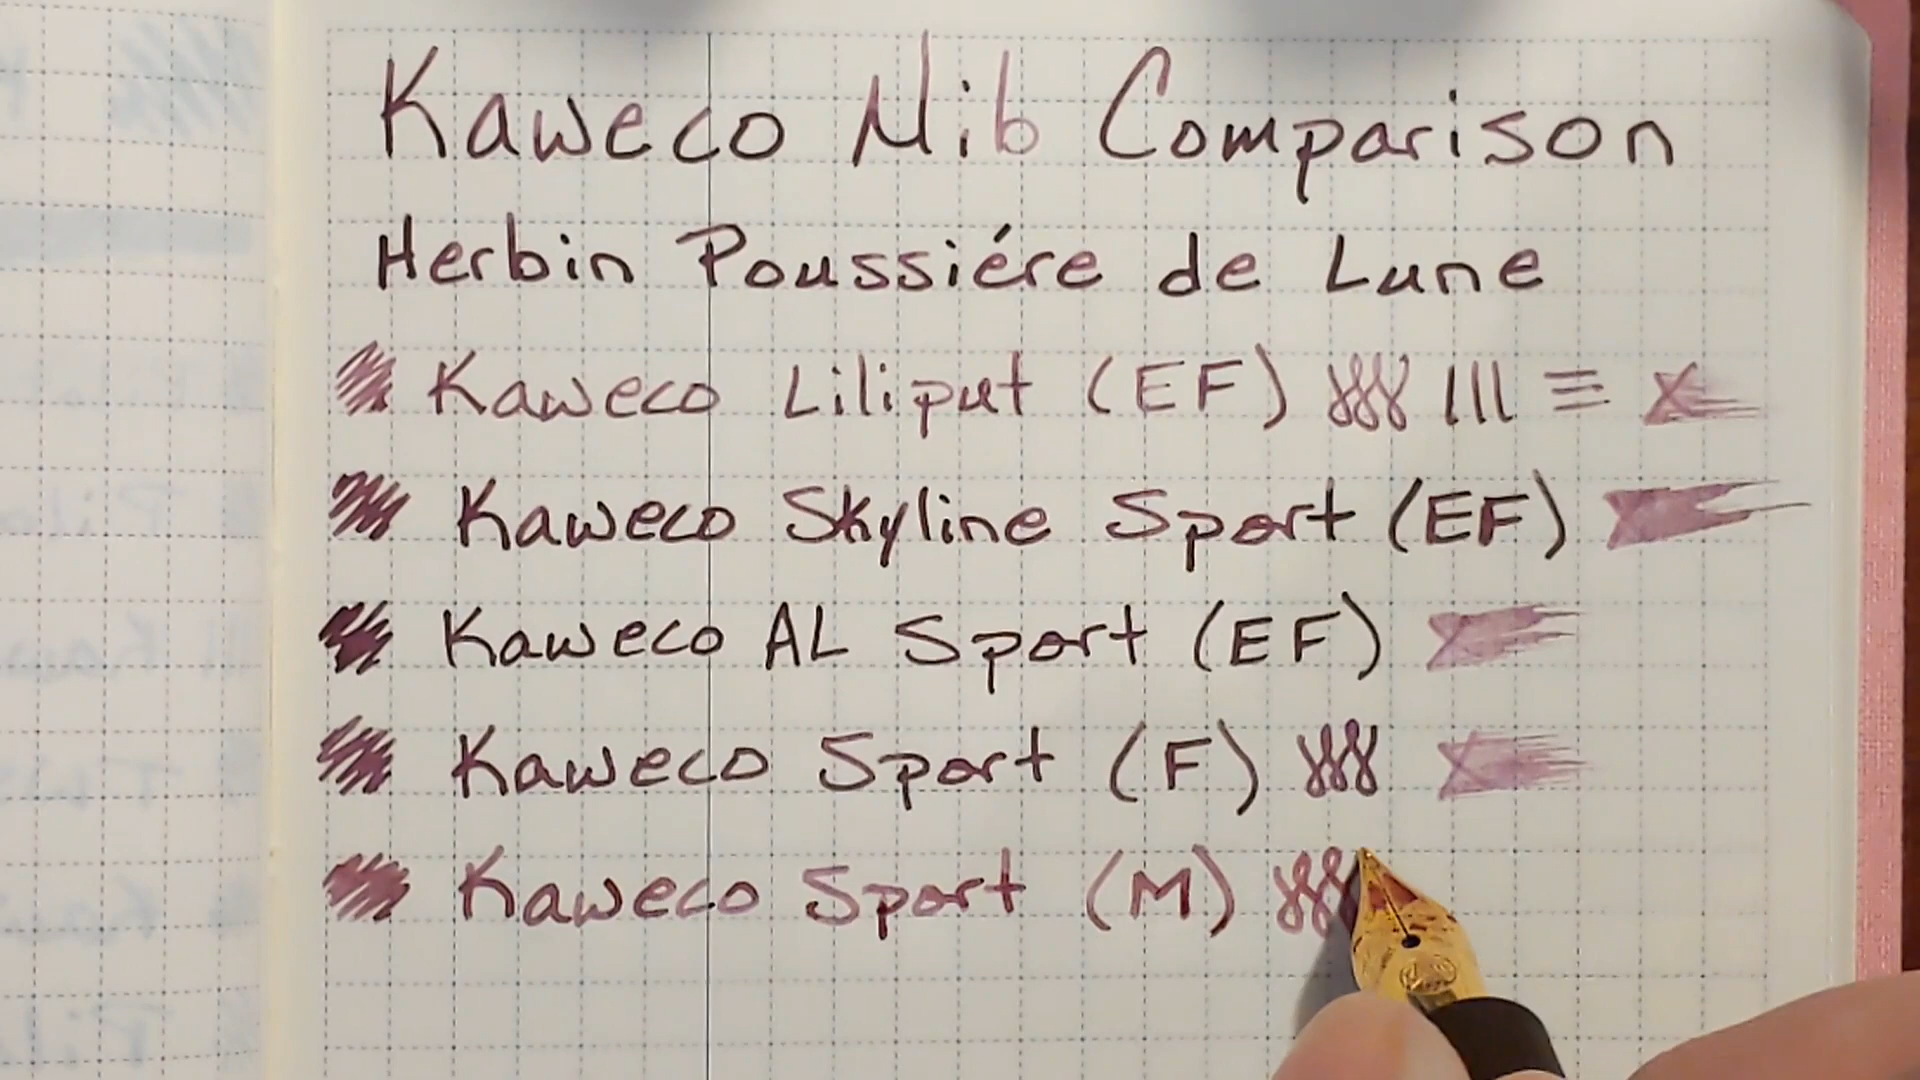 Kaweco Nib Comparison
Herbin Poussiére de Lune
Kaweco Liliput (EF)
Kaweco Skyline Sport (EF)
Kaweco AL Sport (EF)
Kaweco Sport (F)
Kaweco Sport (M)